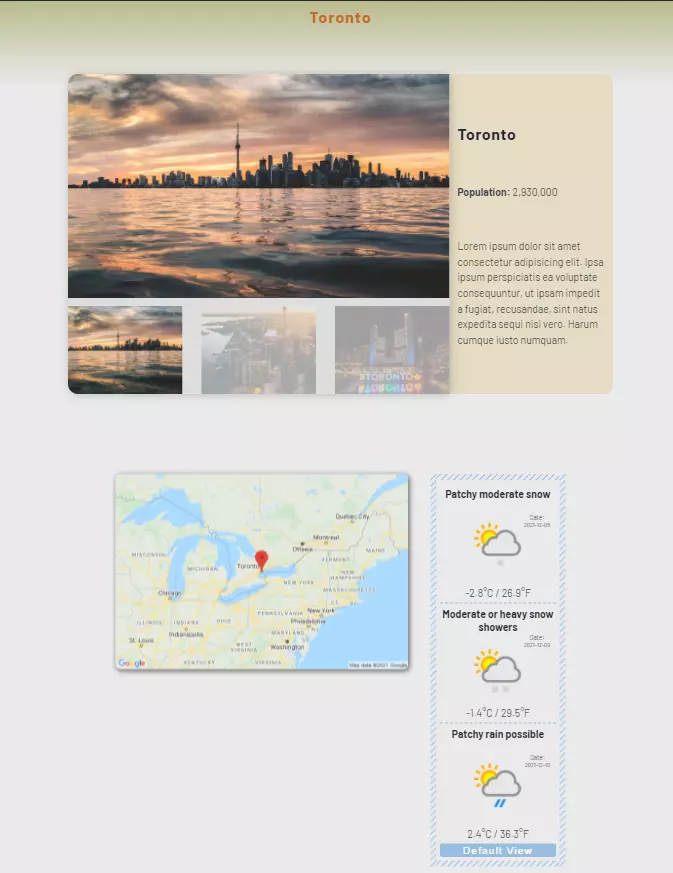 Toronto
Toronto
Population: 2,930,000
Lorem ipsum dolor sit amet
consectetur adipisicing elit. Ipsa
ipsum perspiciatis ea voluptate
consequuntur, ut ipsam impedit
a fugiat, recusandae, sint natus
expedita sequi nisi vero. Harum
cumque iusto numquam.
TORONTO
Quebec City
Montreal
Ottawa
MAINE
WISCONSIN
VERMONT
MICHIGAN
Toronto
NEW
HAMPSHIRE
NEW YORK
MASSACHUSETTS
Chicago
CT
RI
PENNSYLVANIA
New York
ILLINOIS
INDIANA
OHIO
Philadelphia
Indianapolis
MARYLAND
St. Louis
WEST
VIRGINIA
Washington
KENTUCKY
VIRGINIA
Google
Map data ©2021 Google
Patchy moderate snow
Date:
2021-12-08
-2.8°C / 26.9°F
Moderate or heavy snow
showers
Date:
2021-12-09
-1.4°C / 29.5°F
Patchy rain possible
Date:
2021-12-10
2.4°C / 36.3°F
Default View